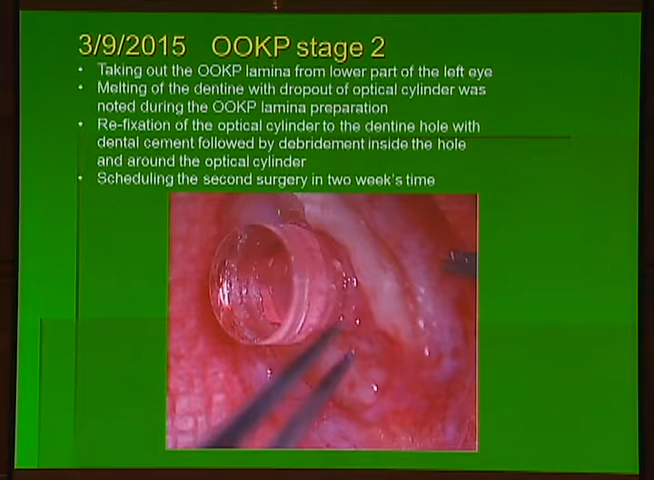 3/9/2015 OOKP stage 2
• Taking out the OOKP lamina from lower part of the left eye
• Melting of the dentine with dropout of optical cylinder was
noted during the OOKP lamina preparation
• Re-fixation of the optical cylinder to the dentine hole with
dental cement followed by debridement inside the hole
and around the optical cylinder
• Scheduling the second surgery in two week's time